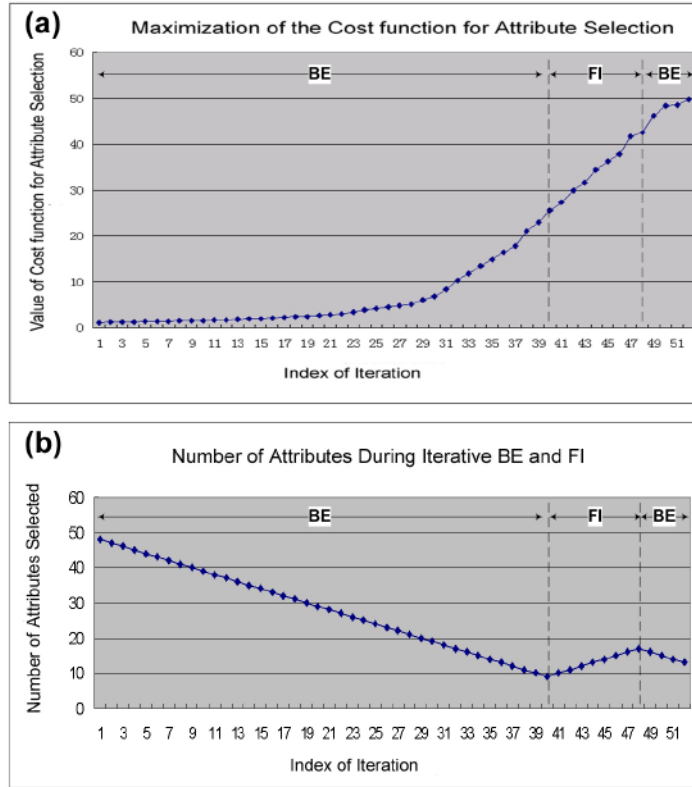 (a)
Maximization of the Cost function for Attribute Selection
Value of Cost function for Attribute Selection
60
50
40
30
20
10
0
BE FI BE
1 3 5 7 9 11 13 15 17 19 21 23 25 27 29 31 33 35 37 39 41 43 45 47 49 51
Index of Iteration
(b)
Number of Attributes During Iterative BE and FI
Number of Attributes Selected
60
50
40
30
20
10
0
BE FI BE
1 3 5 7 9 11 13 15 17 19 21 23 25 27 29 31 33 35 37 39 41 43 45 47 49 51
Index of Iteration